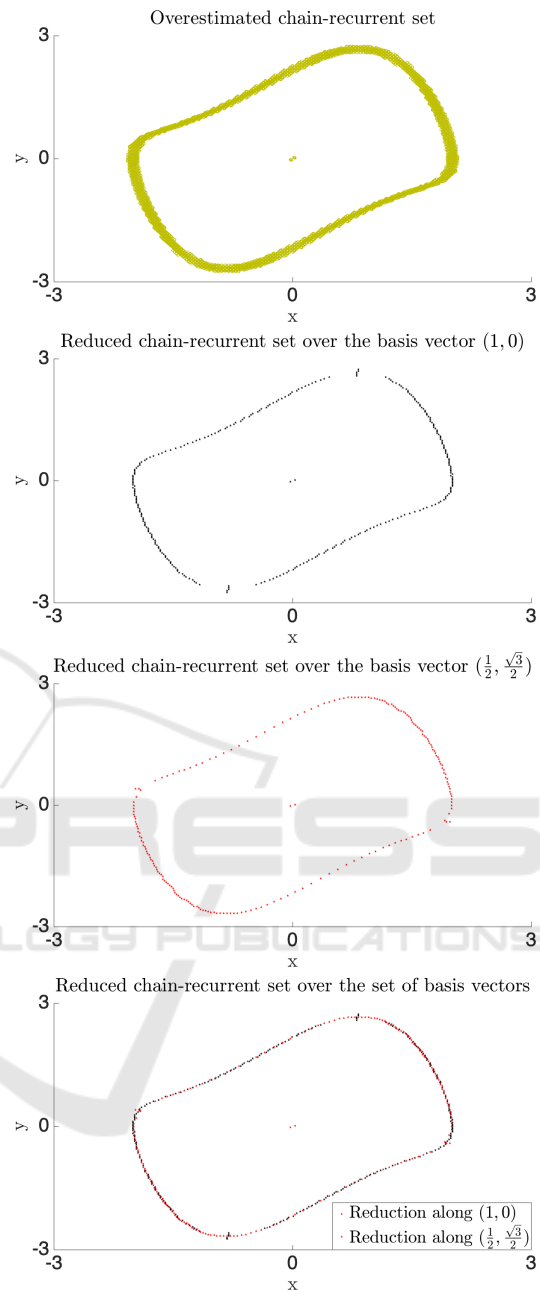 Overestimated chain-recurrent set
3
0
-3
y
-3 0 3
x
Reduced chain-recurrent set over the basis vector (1, 0)
3
0
-3
y
-3 0 3
x
Reduced chain-recurrent set over the basis vector (1/2, √3/2)
3
0
-3
y
-3 0 3
x
PRESS
LOGY PUBLICATIONS
Reduced chain-recurrent set over the set of basis vectors
3
0
-3
y
Reduction along (1, 0)
Reduction along (1/2, √3/2)
-3 0 3
x